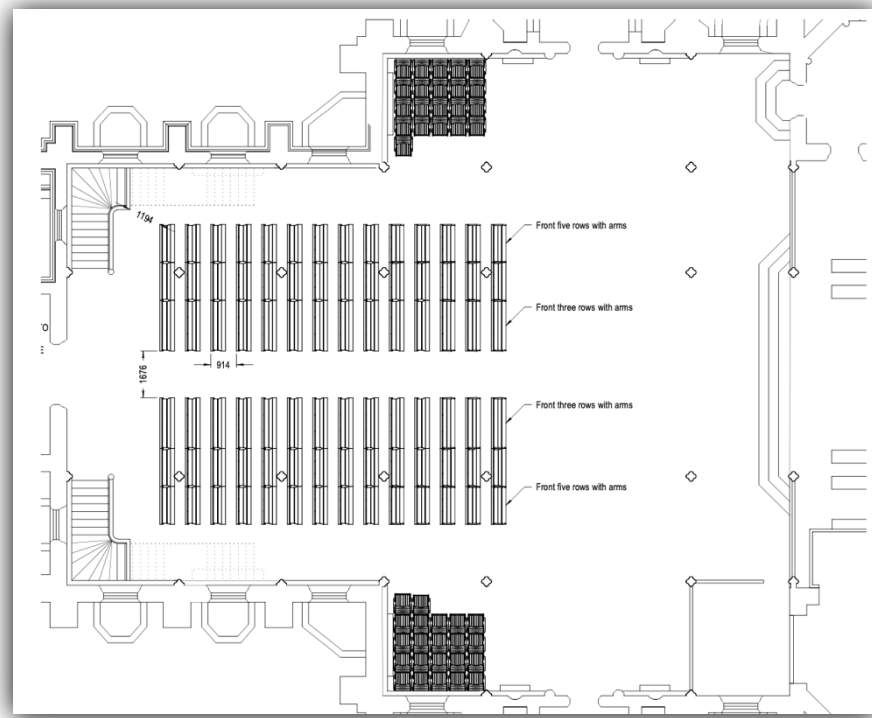 1194
Front five rows with arms
Front three rows with arms
TO
E
914
1676
Front three rows with arms
Front five rows with arms